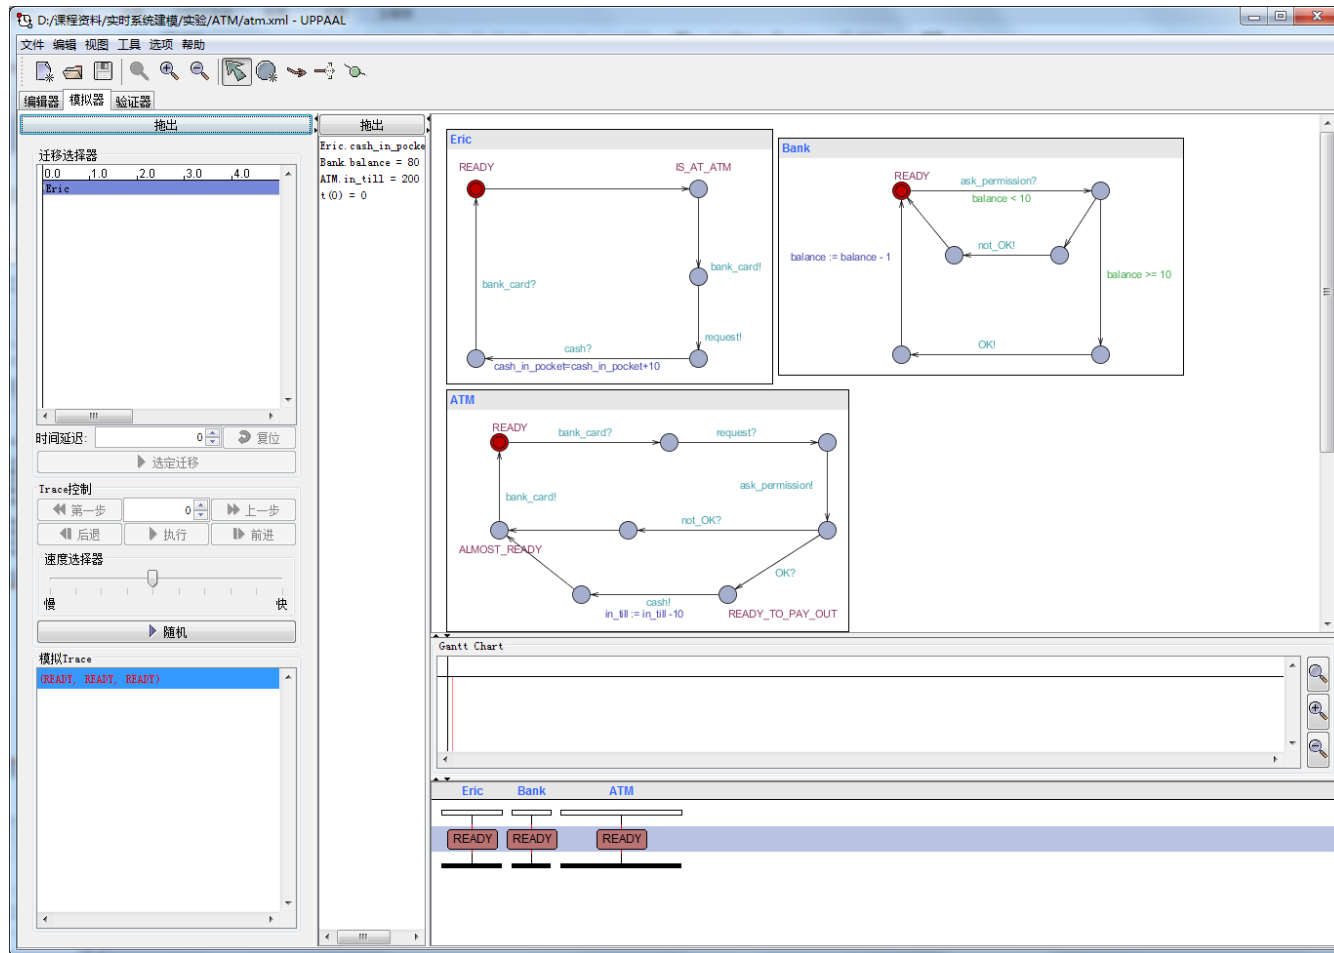 D:/课程资料/实时系统建模/实验/ATM/atm.xml - UPPAAL
文件 编辑 视图 工具 选项 帮助
编辑器 模拟器 验证器
拖出
迁移选择器
0.0 ,1.0 ,2.0 ,3.0 ,4.0
Eric
时间延迟: 0 复位
选定迁移
Trace控制
第一步 0 上一步
后退 执行 前进
速度选择器
慢 快
随机
模拟Trace
(READY, READY, READY)
拖出
Eric.cash_in_pocke
Bank.balance = 80
ATM.in_till = 200
t(0) = 0
Eric
READY IS_AT_ATM
bank_card!
bank_card?
request!
cash?
cash_in_pocket=cash_in_pocket+10
Bank
READY
ask_permission?
balance < 10
not_OK!
balance := balance - 1
balance >= 10
OK!
ATM
READY
bank_card? request?
ask_permission!
bank_card!
not_OK?
ALMOST_READY
OK?
cash!
in_till := in_till -10
READY_TO_PAY_OUT
Gantt Chart
Eric Bank ATM
READY READY READY